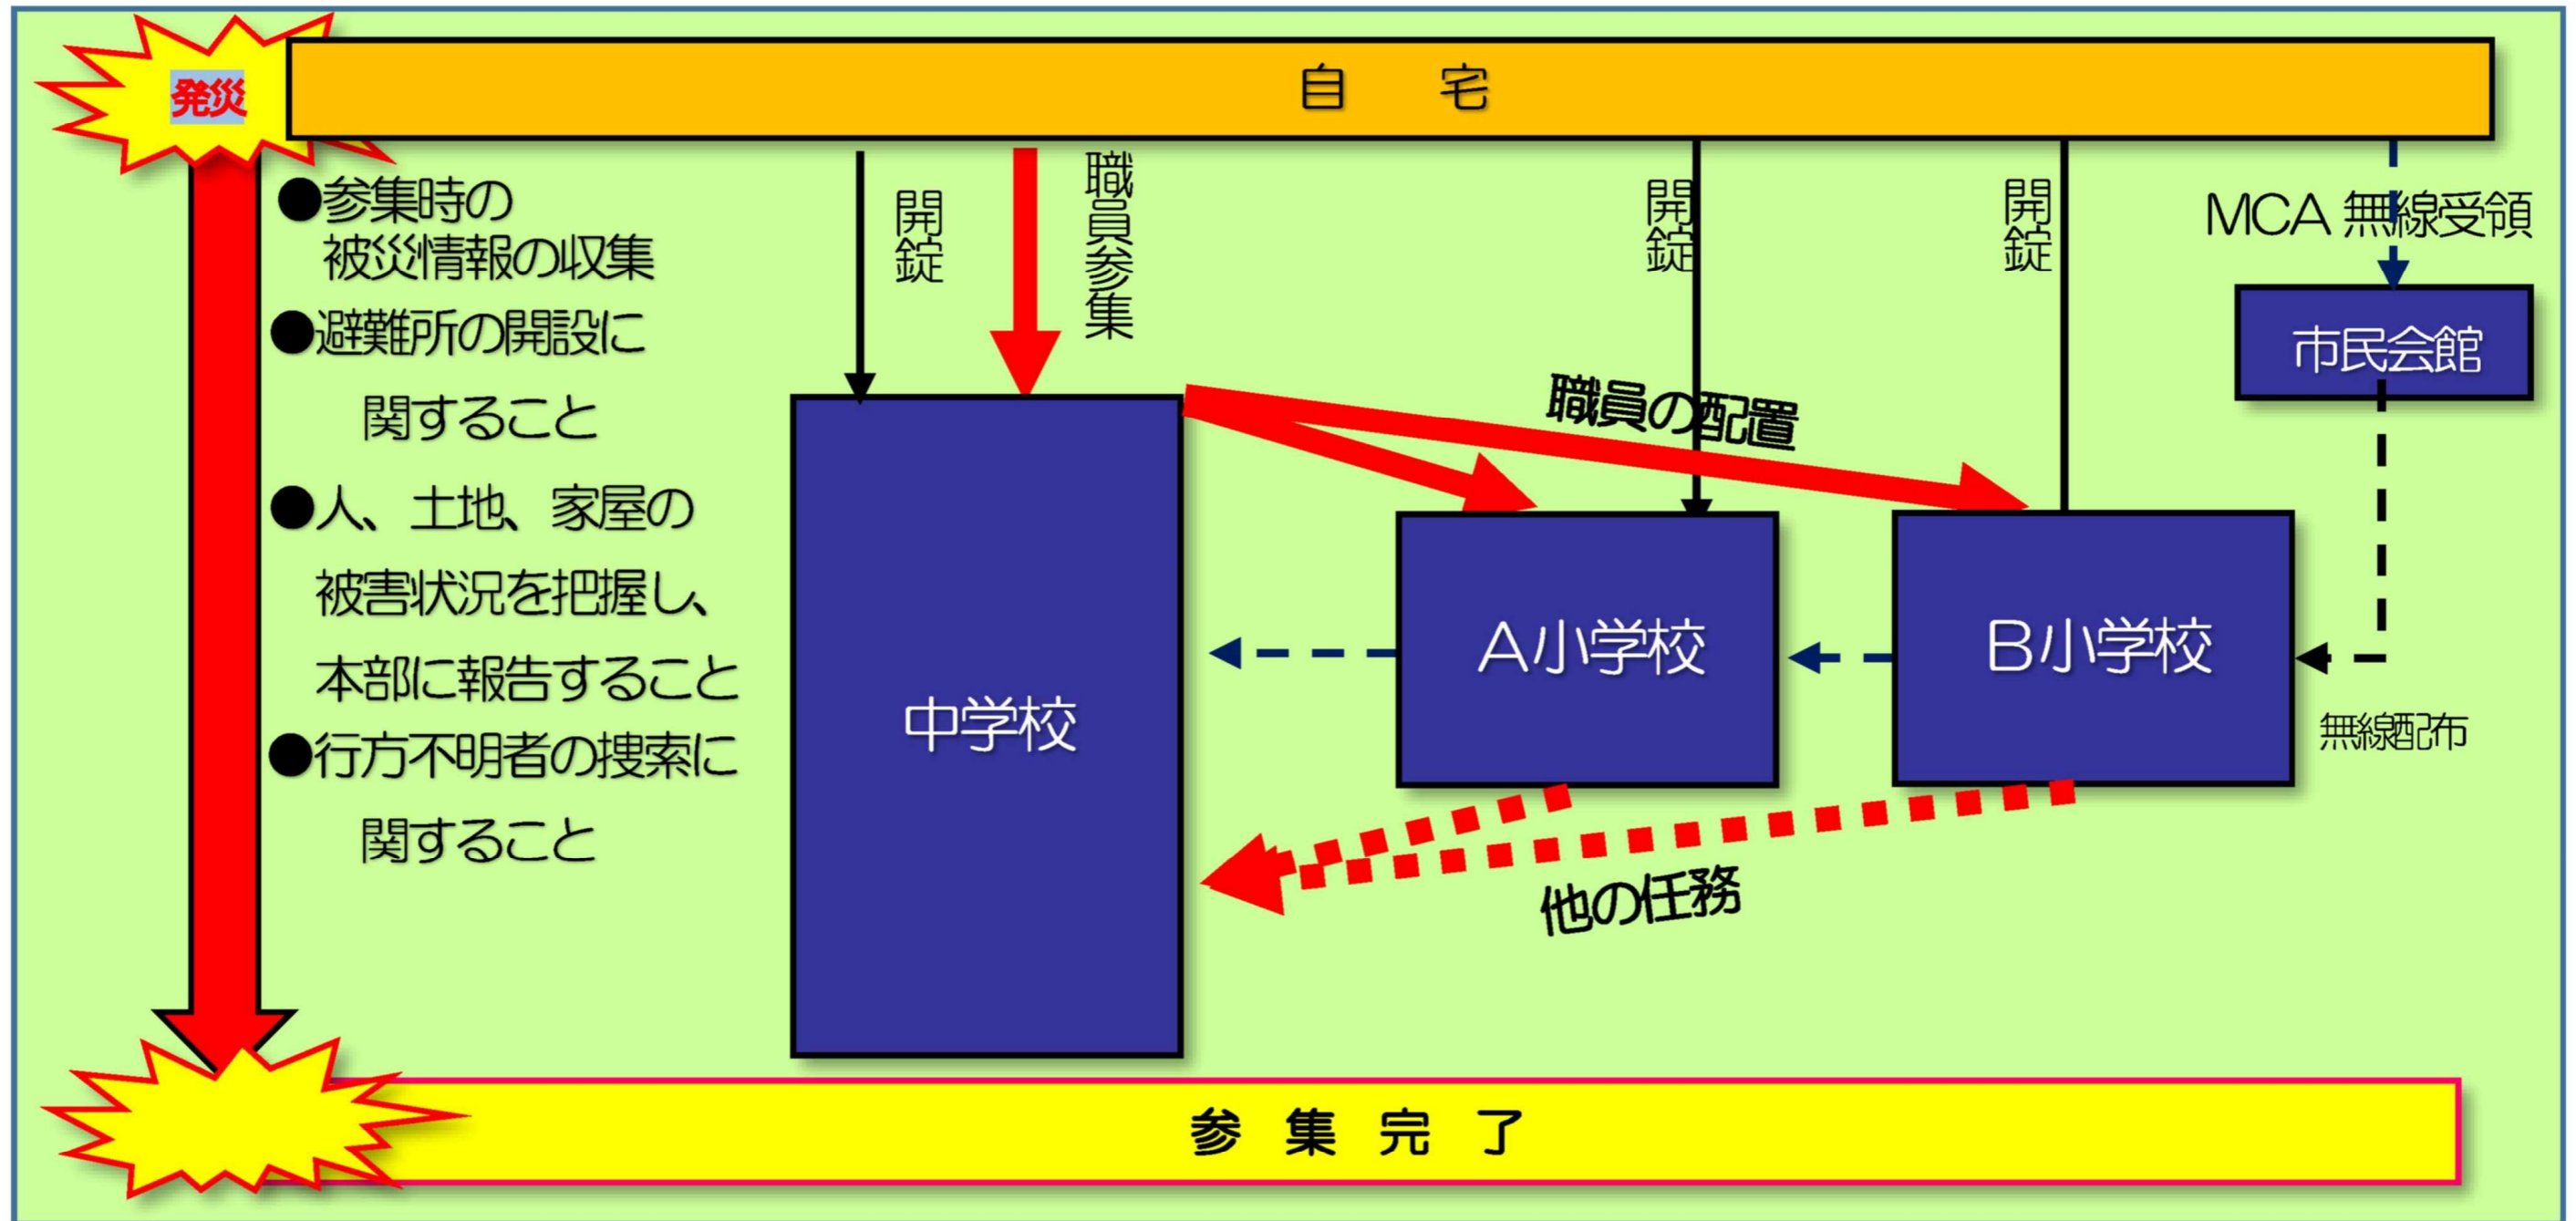 発災
自 宅
●参集時の
被災情報の収集
●避難所の開設に
関すること
●人、土地、家屋の
被害状況を把握し、
本部に報告すること
●行方不明者の捜索に
関すること
開錠
職員参集
開錠
開錠
MCA 無線受領
市民会館
職員の配置
中学校
A小学校
B小学校
無線配布
他の任務
参 集 完 了